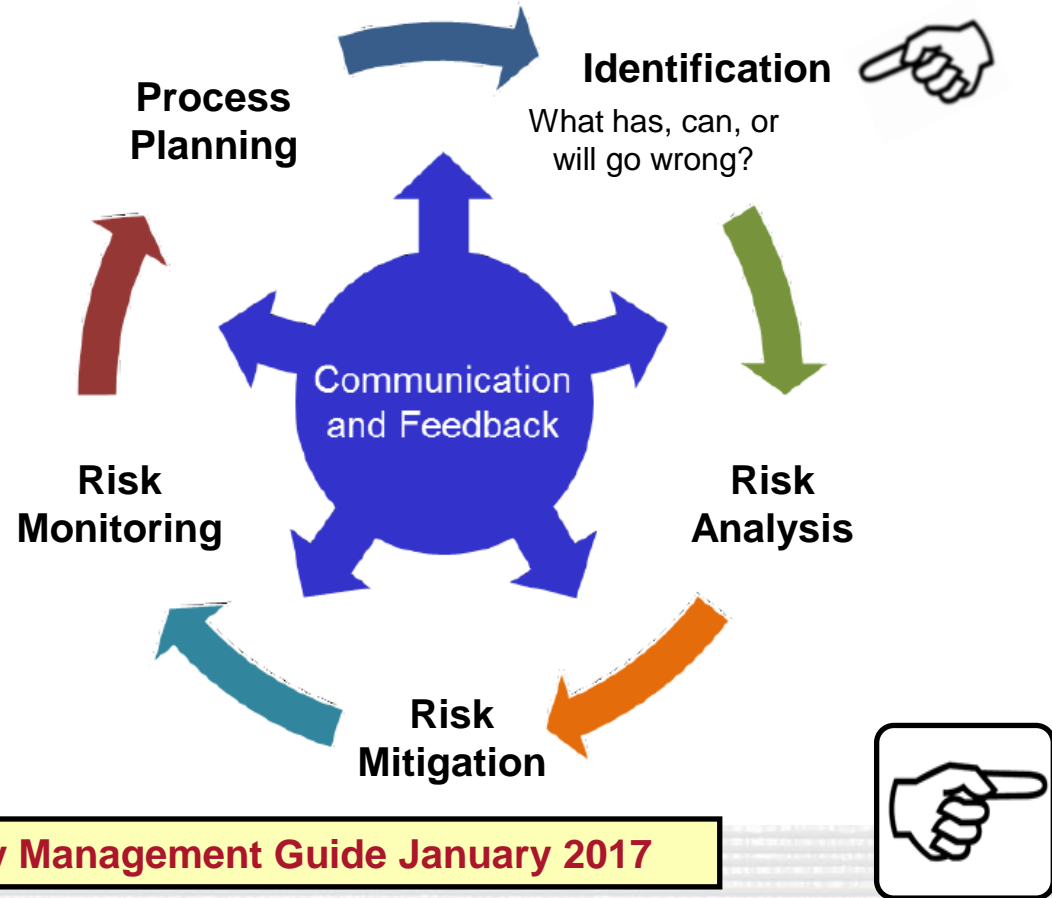 Process
Planning
Identification
What has, can, or
will go wrong?
Communication
and Feedback
Risk
Monitoring
Risk
Analysis
Risk
Mitigation
Management Guide January 2017